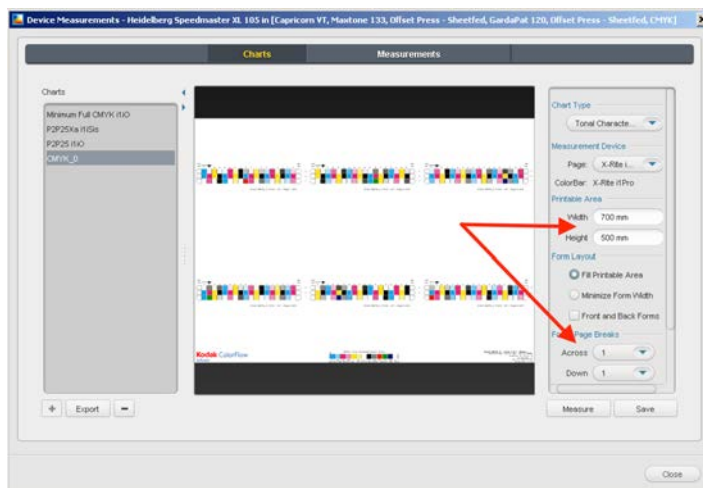 Device Measurements - Heidelberg Speedmaster XL 105 in [Capricorn VT, Maxtone 133, Offset Press - Sheetfed, GardaPat 120, Offset Press - Sheetfed, CMYK]
Charts
Measurements
Charts
Minimum Full CMYK i1iO
P2P25Xa i1iSis
P2P25 i1iO
CMYK_0
Export
Kodak ColorFlow
Chart Type
Tonal Characte...
Measurement Device
Page: X-Rite i...
ColorBar: X-Rite i1Pro
Printable Area
Width 700 mm
Height 500 mm
Form Layout
Fill Printable Area
Minimize Form Width
Front and Back Forms
Page Breaks
Across 1
Down 1
Measure
Save
Close